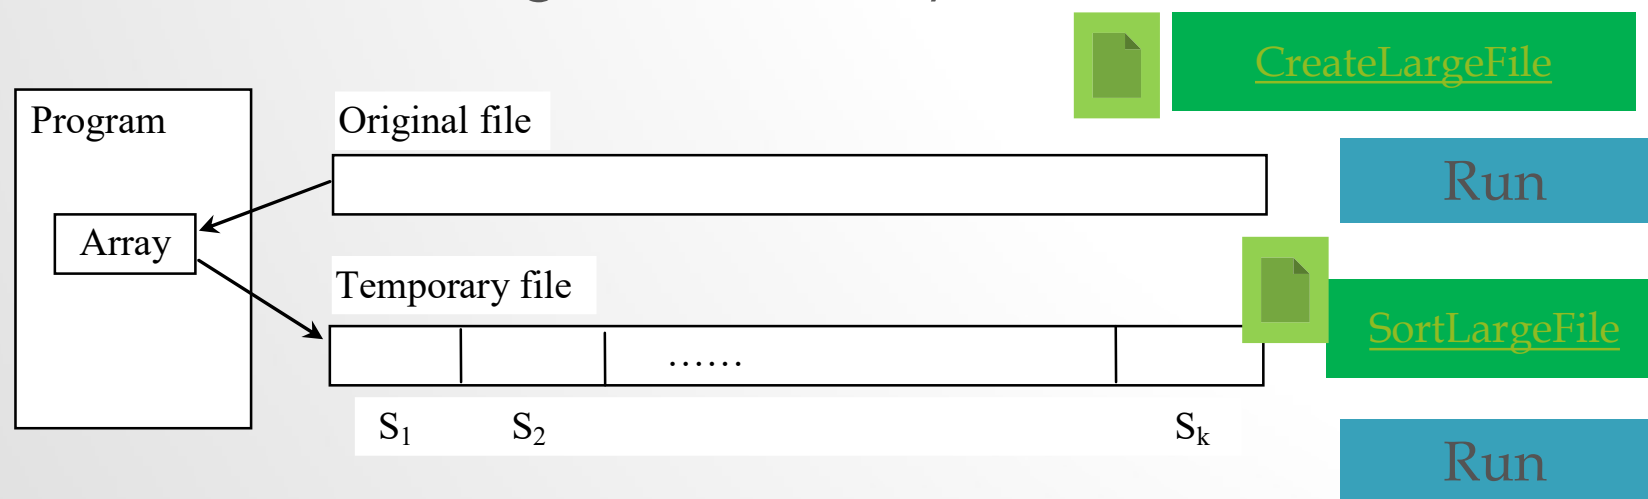 CreateLargeFile
Program
Original file
Run
Array
Temporary file
SortLargeFile
……
S1
S2
Sk
Run